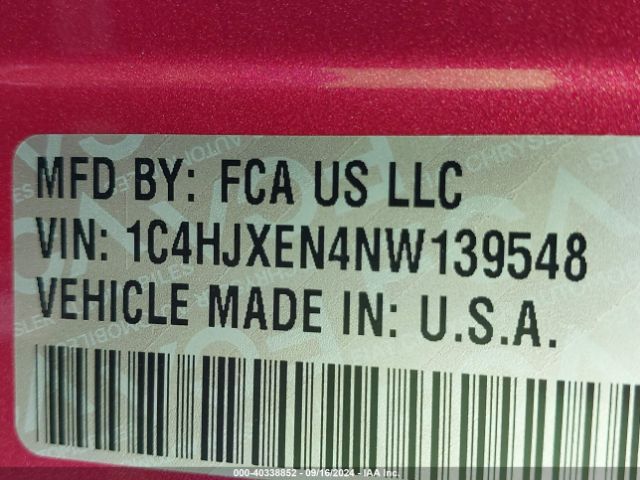 MFD BY: FCA US LLC
VIN: 1C4HJXEN4NW139548
VEHICLE MADE IN: U.S.A.
000-40338852 - 09/16/2024 - IAA Inc.